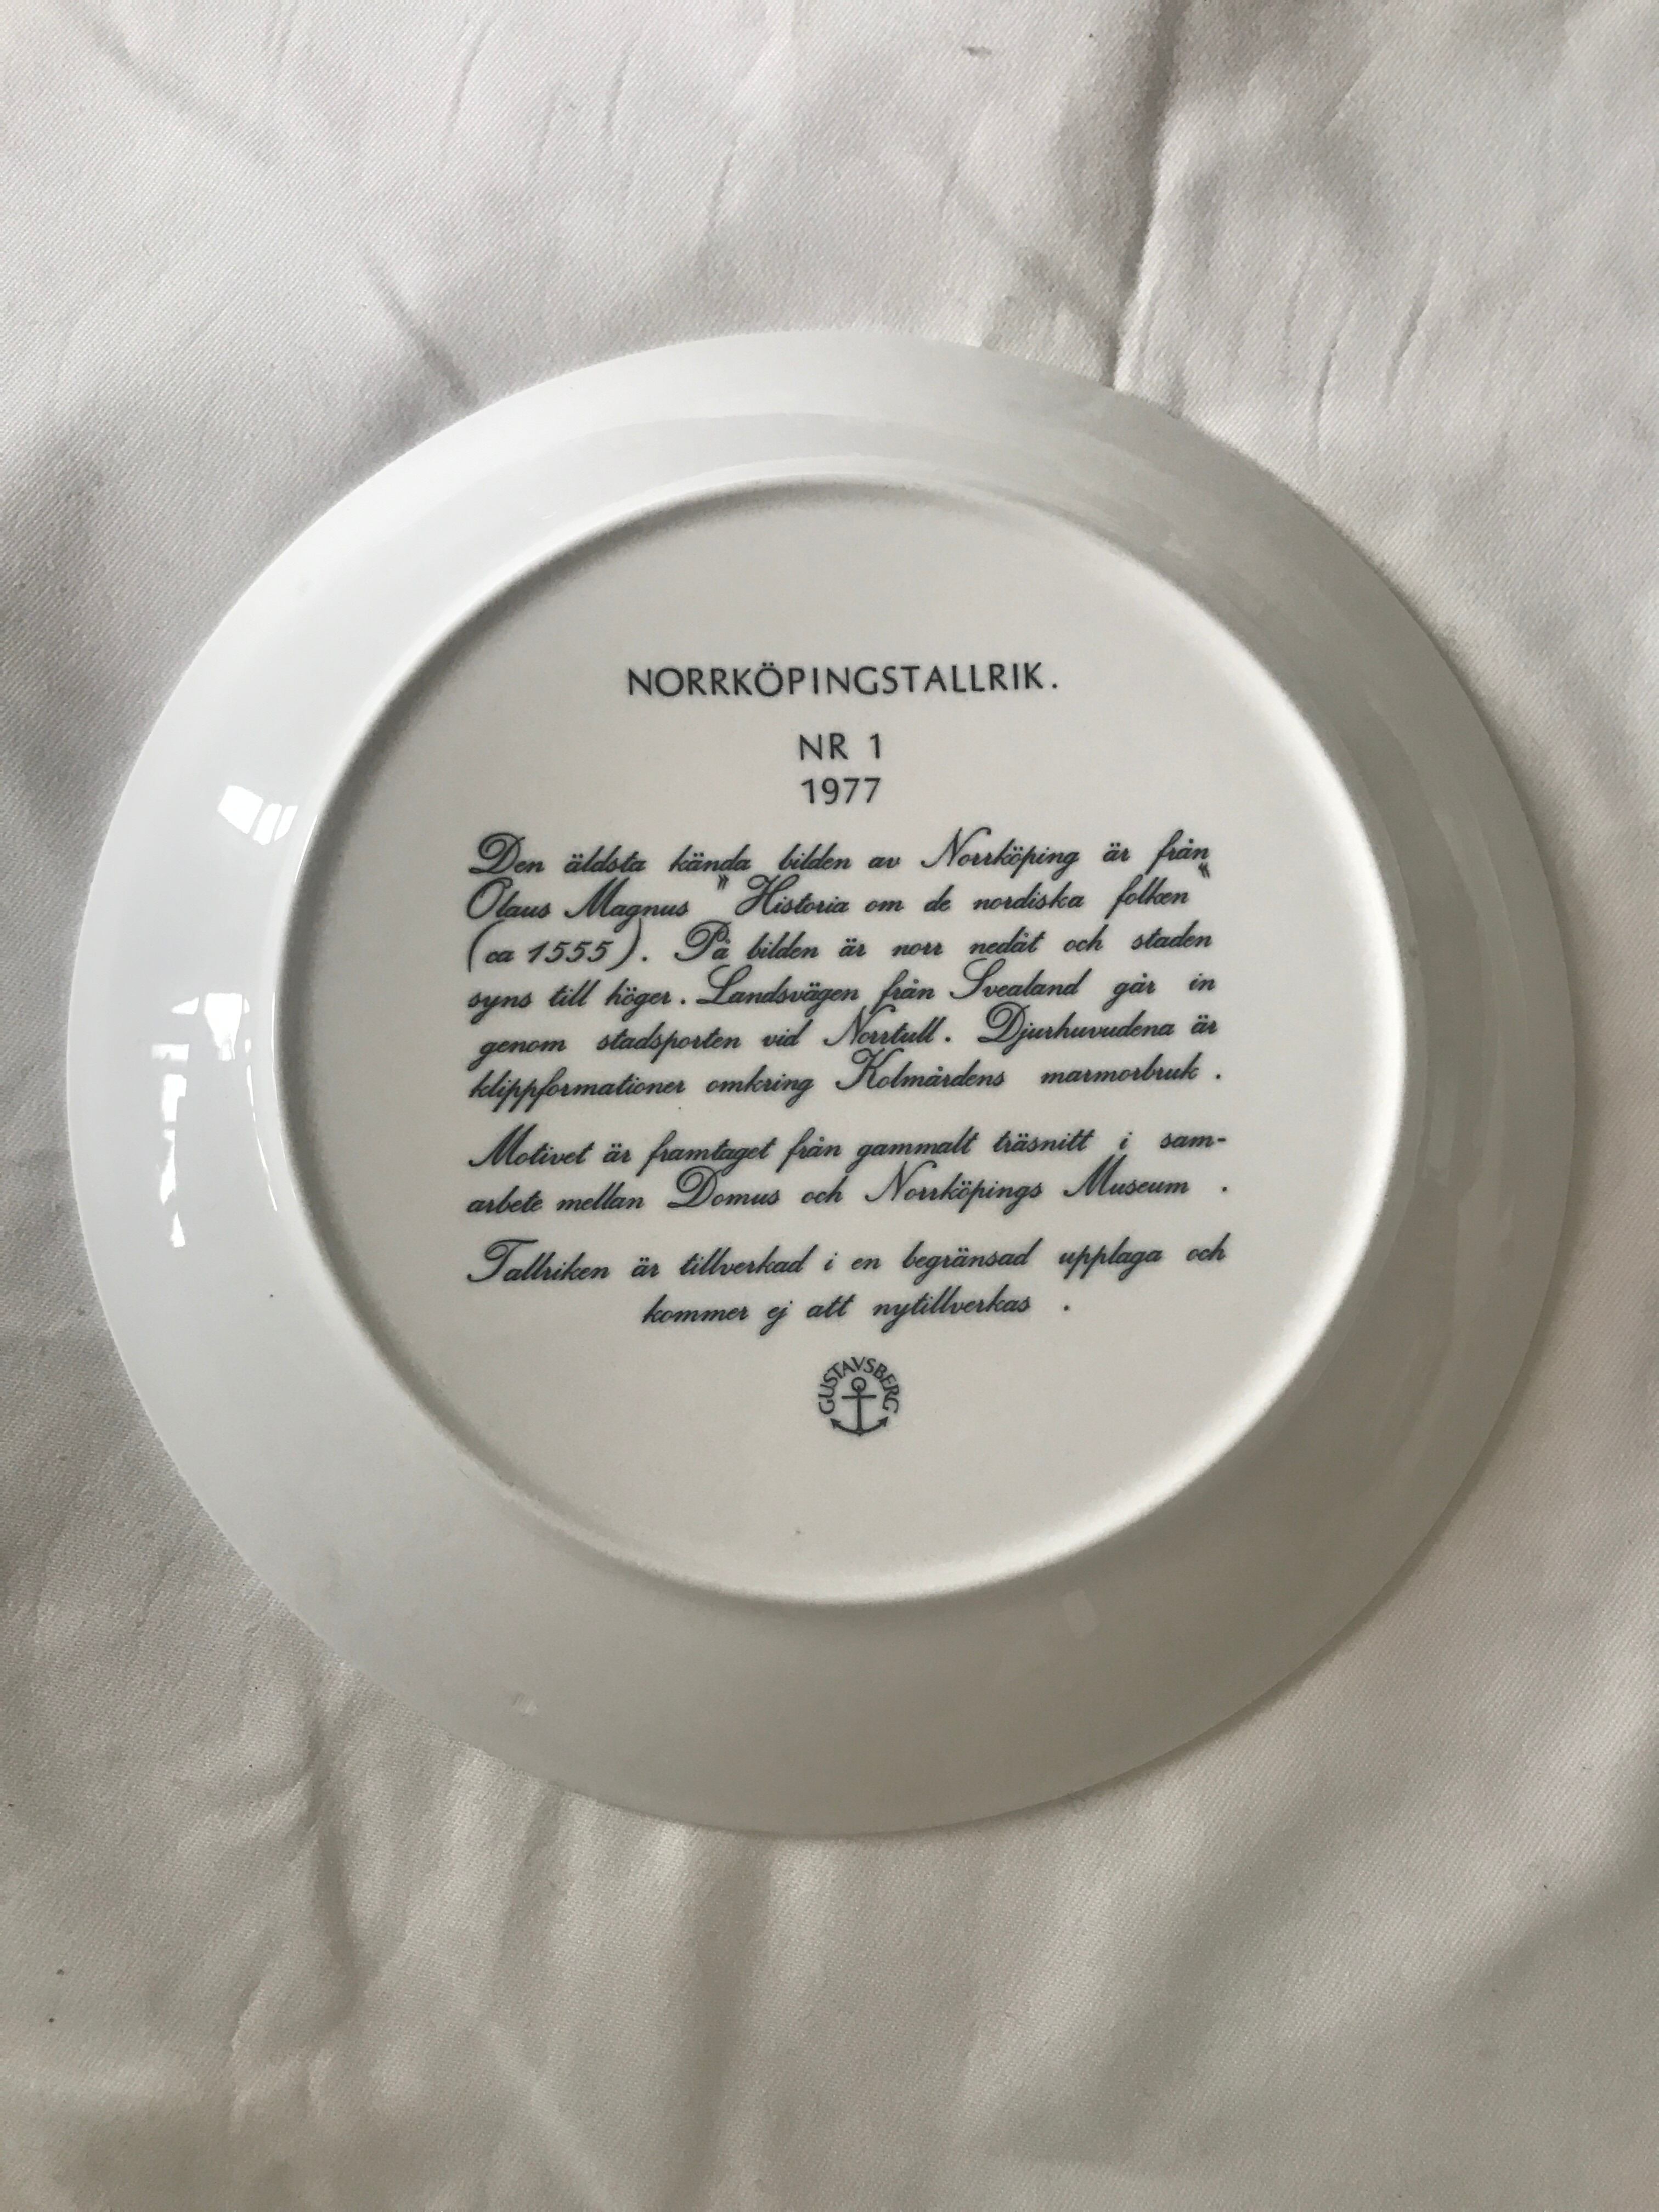 NORRKÖPINGSTALLRIK.
NR 1
1977
Den äldsta kända bilden av Norrköping är från
Olaus Magnus "Historia om de nordiska folken"
(ca 1555). På bilden är norr nedåt och staden
syns till höger. Landsvägen från Svealand går in
genom stadsporten vid Norrtull. Djurhuvudena är
klippformationer omkring Kolmårdens marmorbruk.
Motivet är framtaget från gammalt träsnitt i sam-
arbete mellan Domus och Norrköpings Museum.
Tallriken är tillverkad i en begränsad upplaga och
kommer ej att nytillverkas.
GUSTAVSBERG